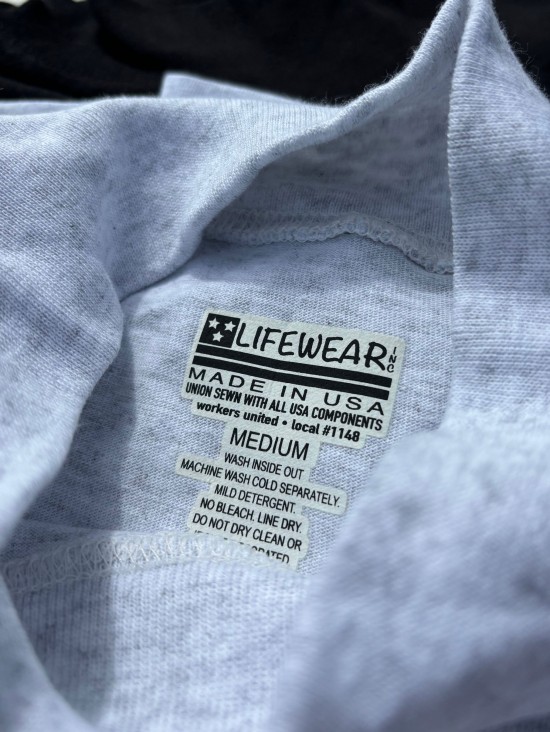 LIFEWEAR INC
MADE IN USA
UNION SEWN WITH ALL USA COMPONENTS
workers united • local #1148
MEDIUM
WASH INSIDE OUT
MACHINE WASH COLD SEPARATELY.
MILD DETERGENT.
NO BLEACH. LINE DRY.
DO NOT DRY CLEAN OR